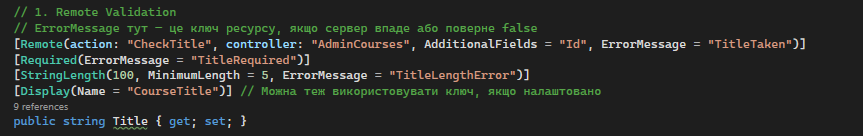 // 1. Remote Validation
// ErrorMessage тут — це ключ ресурсу, якщо сервер впаде або поверне false
[Remote(action: "CheckTitle", controller: "AdminCourses", AdditionalFields = "Id", ErrorMessage = "TitleTaken")]
[Required(ErrorMessage = "TitleRequired")]
[StringLength(100, MinimumLength = 5, ErrorMessage = "TitleLengthError")]
[Display(Name = "CourseTitle")] // Можна теж використовувати ключ, якщо налаштовано
9 references
public string Title { get; set; }